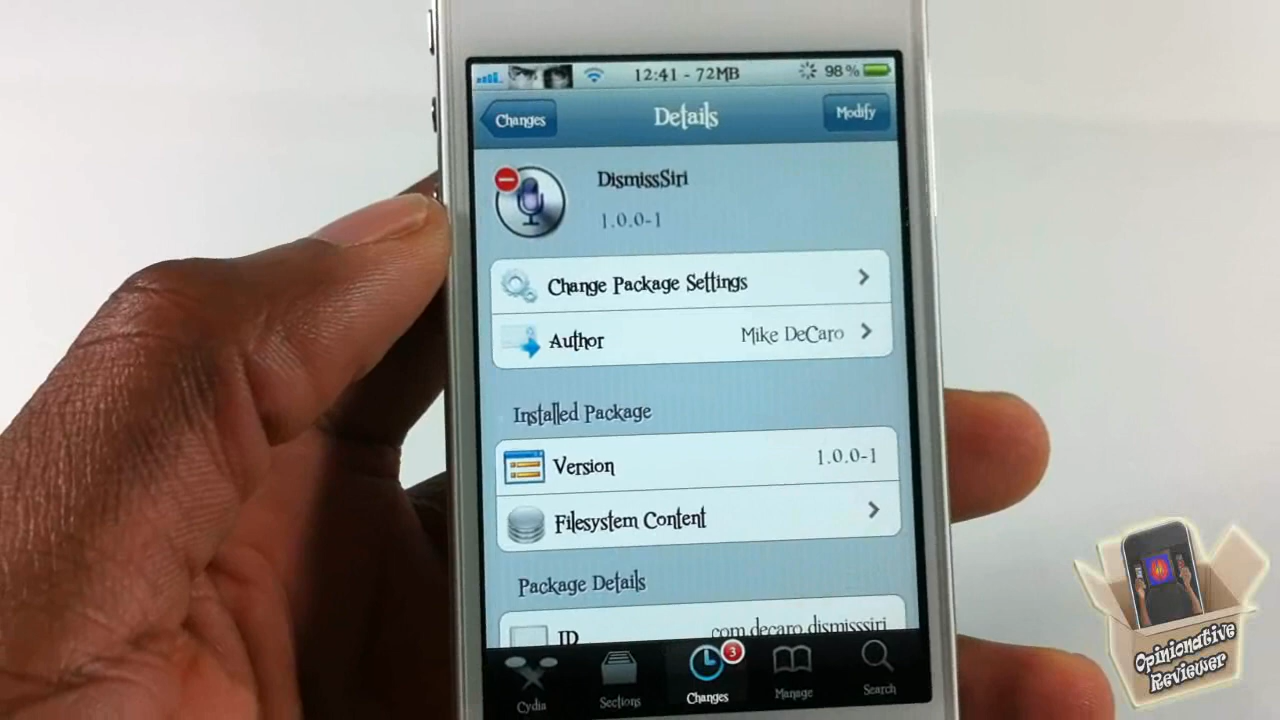 12:41 - 72MB
98%
Changes
Details
Modify
DismissSiri
1.0.0-1
Change Package Settings
Author
Mike DeCaro
Installed Package
Version
1.0.0-1
Filesystem Content
Package Details
ID
com.decaro.dismisssiri
3
Cydia
Sections
Changes
Manage
Search
Opinionative
Reviewer